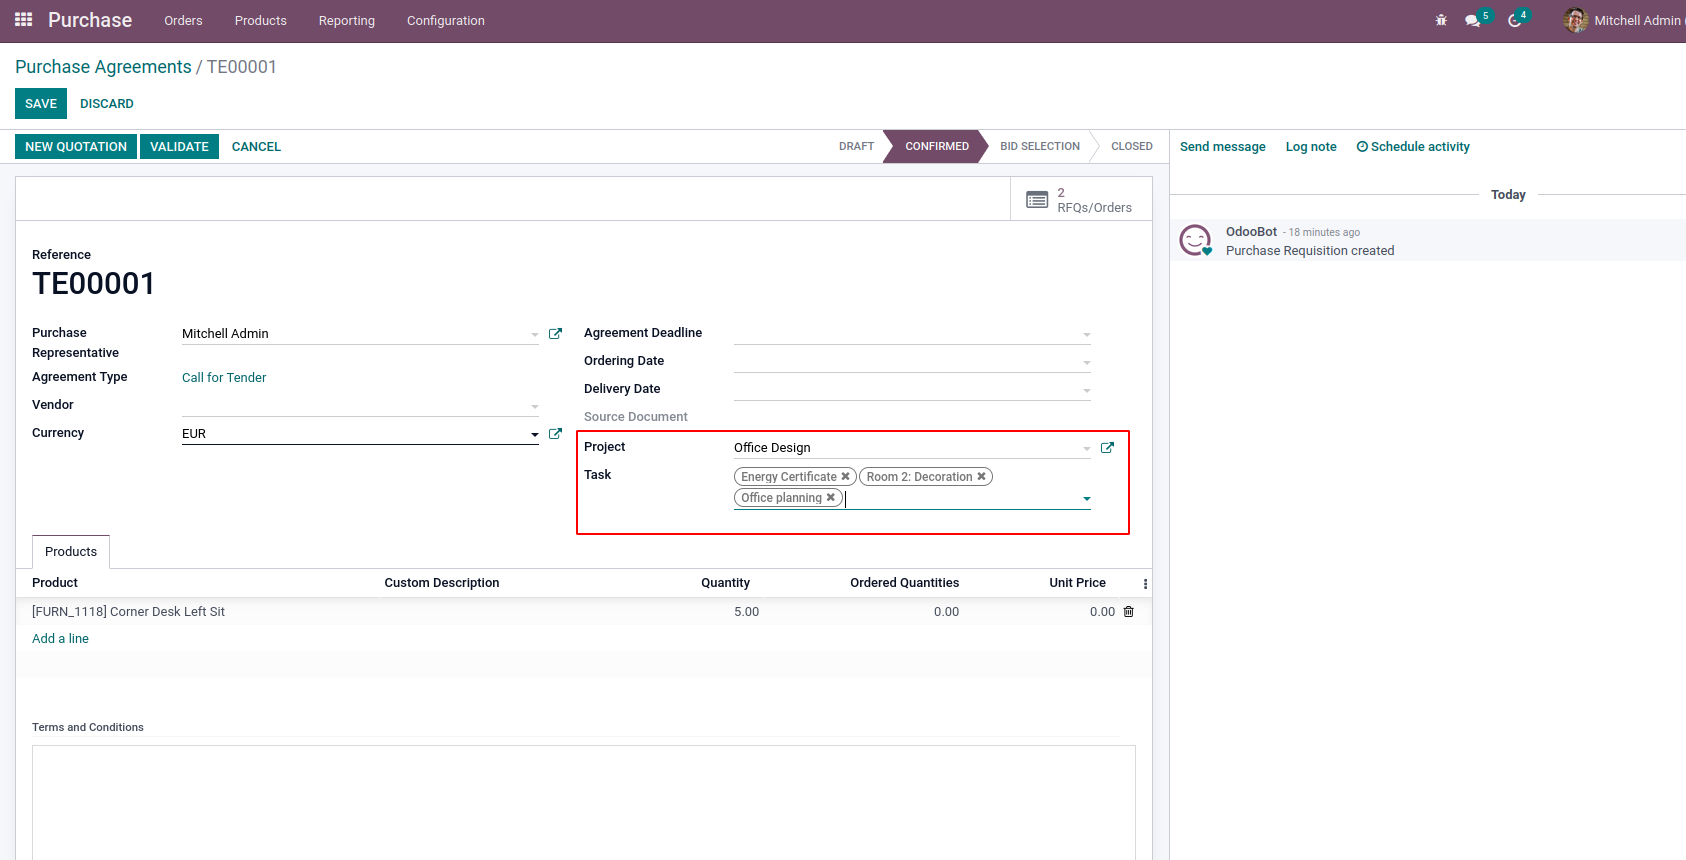 Purchase Orders Products Reporting Configuration 5 4 Mitchell Admin (
Purchase Agreements / TE00001
SAVE DISCARD
NEW QUOTATION VALIDATE CANCEL DRAFT CONFIRMED BID SELECTION CLOSED
2
RFQs/Orders
Reference
TE00001
Purchase
Representative
Mitchell Admin
Agreement Type Call for Tender
Vendor
Currency EUR
Agreement Deadline
Ordering Date
Delivery Date
Source Document
Project Office Design
Task Energy Certificate ✖ Room 2: Decoration ✖
Office planning ✖
Products
Product Custom Description Quantity Ordered Quantities Unit Price
[FURN_1118] Corner Desk Left Sit 5.00 0.00 0.00
Add a line
Terms and Conditions
Send message Log note Schedule activity
Today
OdooBot - 18 minutes ago
Purchase Requisition created